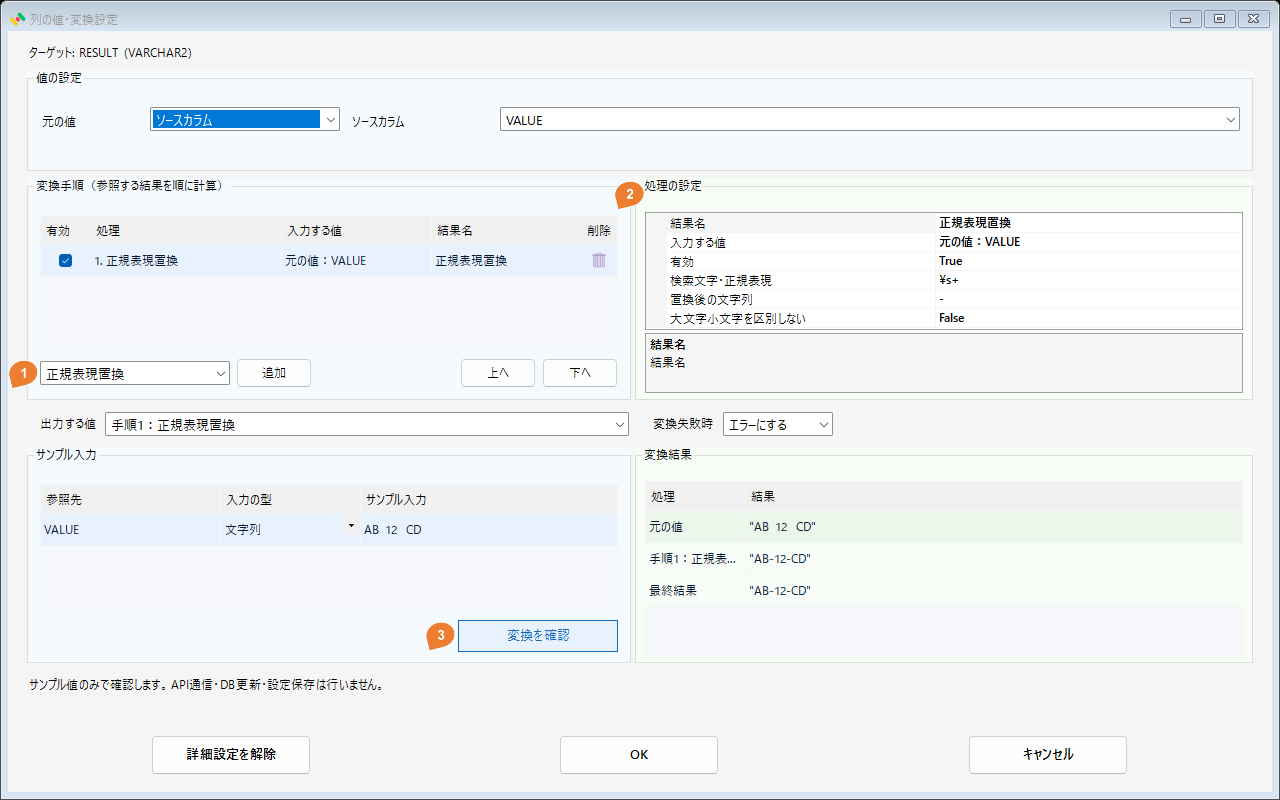 列の値・変換設定
ターゲット: RESULT (VARCHAR2)
値の設定
元の値
ソースカラム
ソースカラム
VALUE
変換手順（参照する結果を順に計算）
有効
処理
入力する値
結果名
削除
1. 正規表現置換
元の値：VALUE
正規表現置換
1
正規表現置換
追加
上へ
下へ
2
処理の設定
結果名
正規表現置換
入力する値
元の値：VALUE
有効
True
検索文字・正規表現
¥s+
置換後の文字列
-
大文字小文字を区別しない
False
結果名
結果名
出力する値
手順1：正規表現置換
変換失敗時
エラーにする
サンプル入力
参照先
入力の型
サンプル入力
VALUE
文字列
AB  12   CD
3
変換を確認
変換結果
処理
結果
元の値
"AB  12   CD"
手順1：正規表...
"AB-12-CD"
最終結果
"AB-12-CD"
サンプル値のみで確認します。API通信・DB更新・設定保存は行いません。
詳細設定を解除
OK
キャンセル